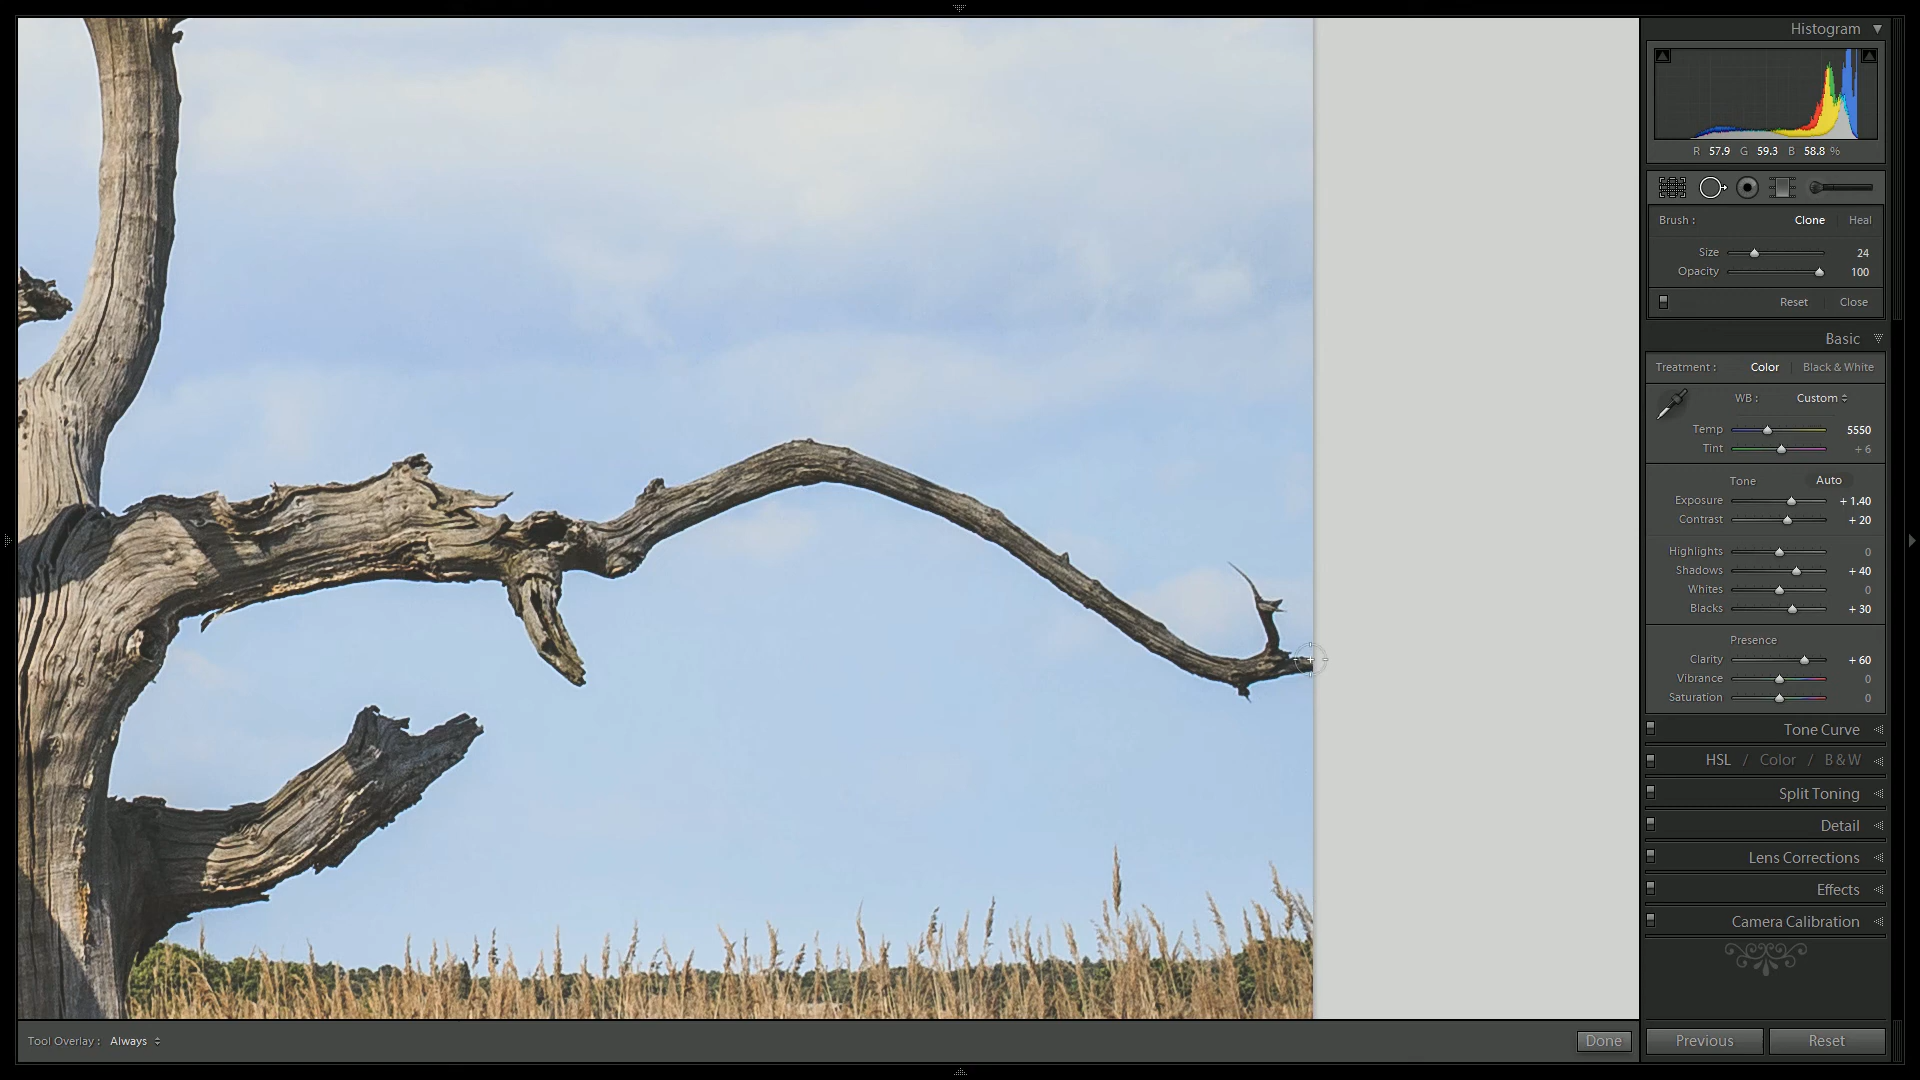 Histogram
R 57.9 G 59.3 B 58.8 %
Brush : Clone Heal
Size 24
Opacity 100
Reset Close
Basic
Treatment : Color Black & White
WB : Custom
Temp 5550
Tint + 6
Tone Auto
Exposure + 1.40
Contrast + 20
Highlights 0
Shadows + 40
Whites 0
Blacks + 30
Presence
Clarity + 60
Vibrance 0
Saturation 0
Tone Curve
HSL / Color / B & W
Split Toning
Detail
Lens Corrections
Effects
Camera Calibration
Tool Overlay : Always Done Previous Reset